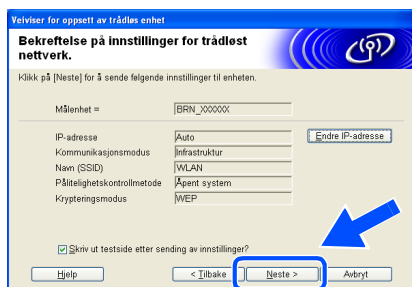 Veiviser for oppsett av trådløs enhet
Bekreftelse på innstillinger for trådløst
nettverk.
Klikk på [Neste] for å sende følgende innstillinger til enheten.
Målenhet = BRN_XXXXXX
IP-adresse Auto Endre IP-adresse
Kommunikasjonsmodus Infrastruktur
Navn (SSID) WLAN
Pålitelighetskontrollmetode Åpent system
Krypteringsmodus WEP
Skriv ut testside etter sending av innstillinger?
Hjelp < Tilbake Neste > Avbryt